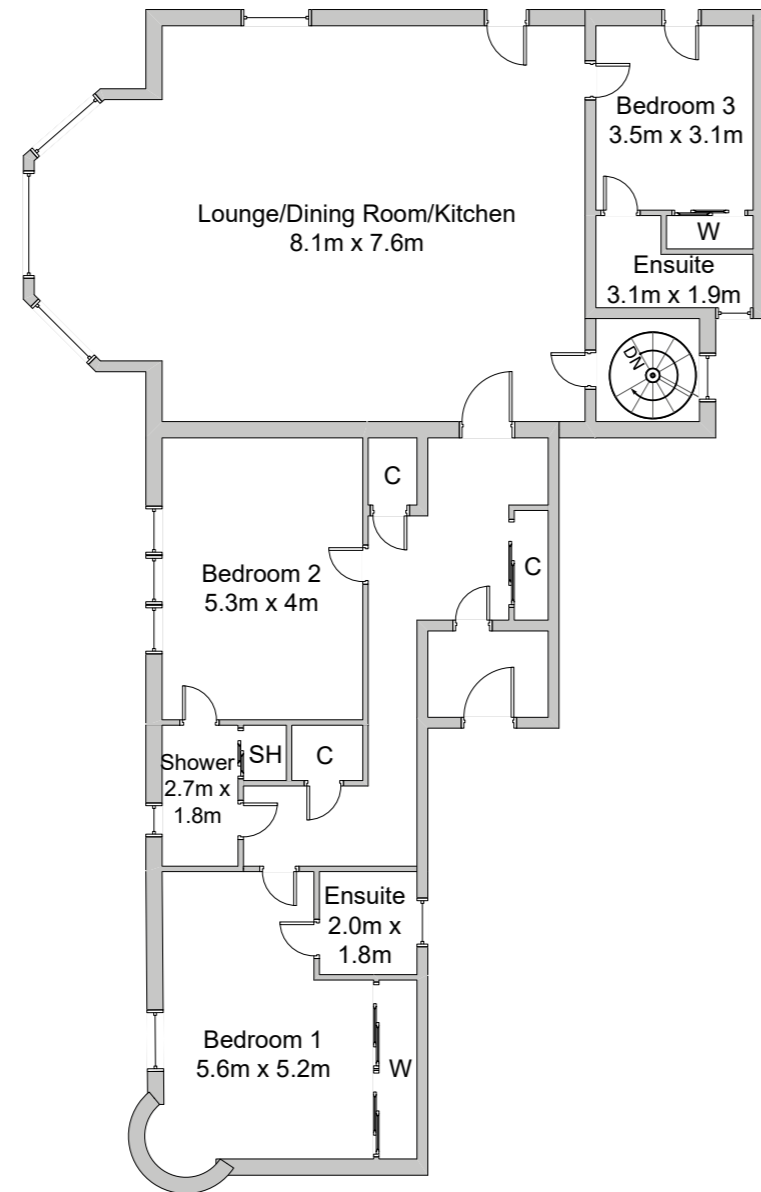 Bedroom 3
3.5m x 3.1m
Lounge/Dining Room/Kitchen
8.1m x 7.6m
W
Ensuite
3.1m x 1.9m
DN
C
C
Bedroom 2
5.3m x 4m
SH
C
Shower
2.7m x
1.8m
Ensuite
2.0m x
1.8m
Bedroom 1
5.6m x 5.2m
W